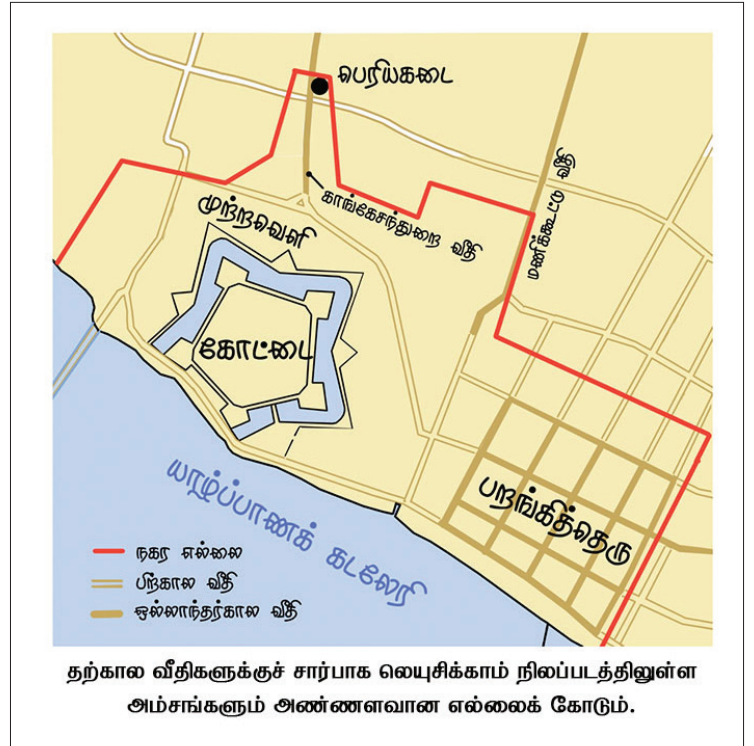 பெரியகடை
காங்கேசந்துறை வீதி
மணிக்கூட்டு வீதி
முற்றவெளி
கோட்டை
பறங்கித்தெரு
யாழ்ப்பாணக் கடலேரி
நகர எல்லை
பிற்கால வீதி
ஒல்லாந்தர்கால வீதி
தற்கால வீதிகளுக்குச் சார்பாக லெயுசிக்காம் நிலப்படத்திலுள்ள
அம்சங்களும் அண்ணளவான எல்லைக் கோடும்.